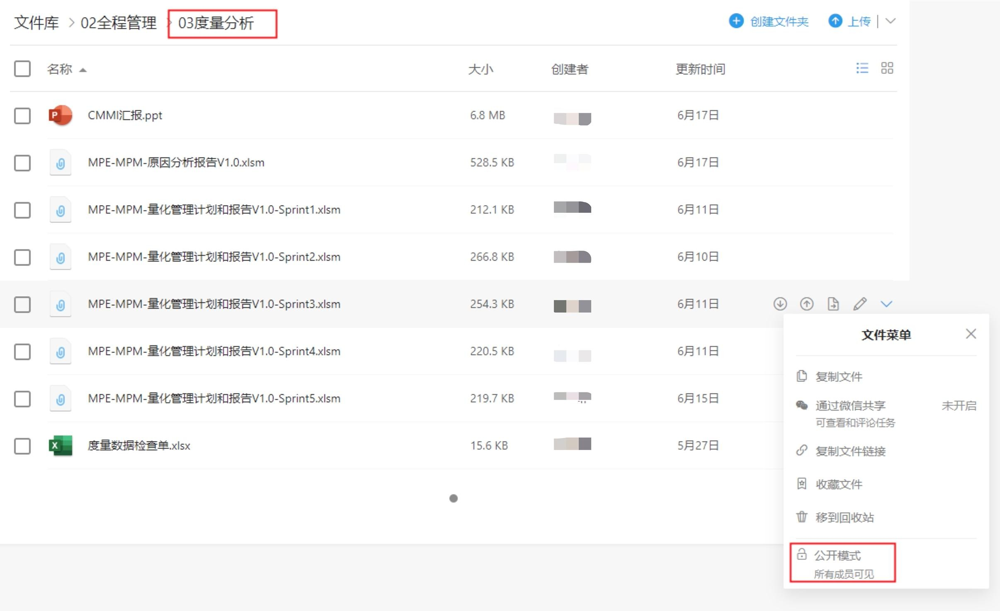 文件库 > 02全程管理 > 03度量分析
创建文件夹 上传
名称 大小 创建者 更新时间
CMMI汇报.ppt 6.8 MB 6月17日
MPE-MPM-原因分析报告V1.0.xlsm 528.5 KB 6月17日
MPE-MPM-量化管理计划和报告V1.0-Sprint1.xlsm 212.1 KB 6月11日
MPE-MPM-量化管理计划和报告V1.0-Sprint2.xlsm 266.8 KB 6月10日
MPE-MPM-量化管理计划和报告V1.0-Sprint3.xlsm 254.3 KB 6月11日
MPE-MPM-量化管理计划和报告V1.0-Sprint4.xlsm 220.5 KB 6月11日
MPE-MPM-量化管理计划和报告V1.0-Sprint5.xlsm 219.7 KB 6月15日
度量数据检查单.xlsx 15.6 KB 5月27日
文件菜单
复制文件
通过微信共享 未开启
可查看和评论任务
复制文件链接
收藏文件
移到回收站
公开模式
所有成员可见